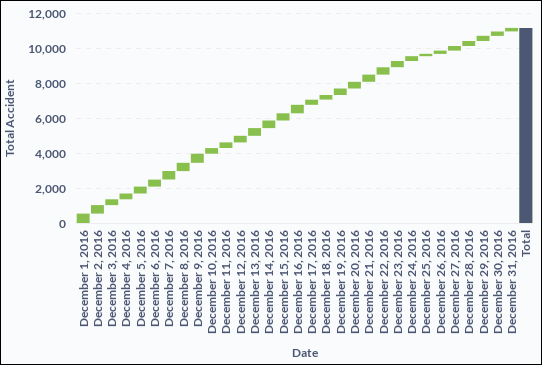 12,000
10,000
8,000
6,000
4,000
2,000
0
Total Accident
December 1, 2016
December 2, 2016
December 3, 2016
December 4, 2016
December 5, 2016
December 6, 2016
December 7, 2016
December 8, 2016
December 9, 2016
December 10, 2016
December 11, 2016
December 12, 2016
December 13, 2016
December 14, 2016
December 15, 2016
December 16, 2016
December 17, 2016
December 18, 2016
December 19, 2016
December 20, 2016
December 21, 2016
December 22, 2016
December 23, 2016
December 24, 2016
December 25, 2016
December 26, 2016
December 27, 2016
December 28, 2016
December 29, 2016
December 30, 2016
December 31, 2016
Total
Date